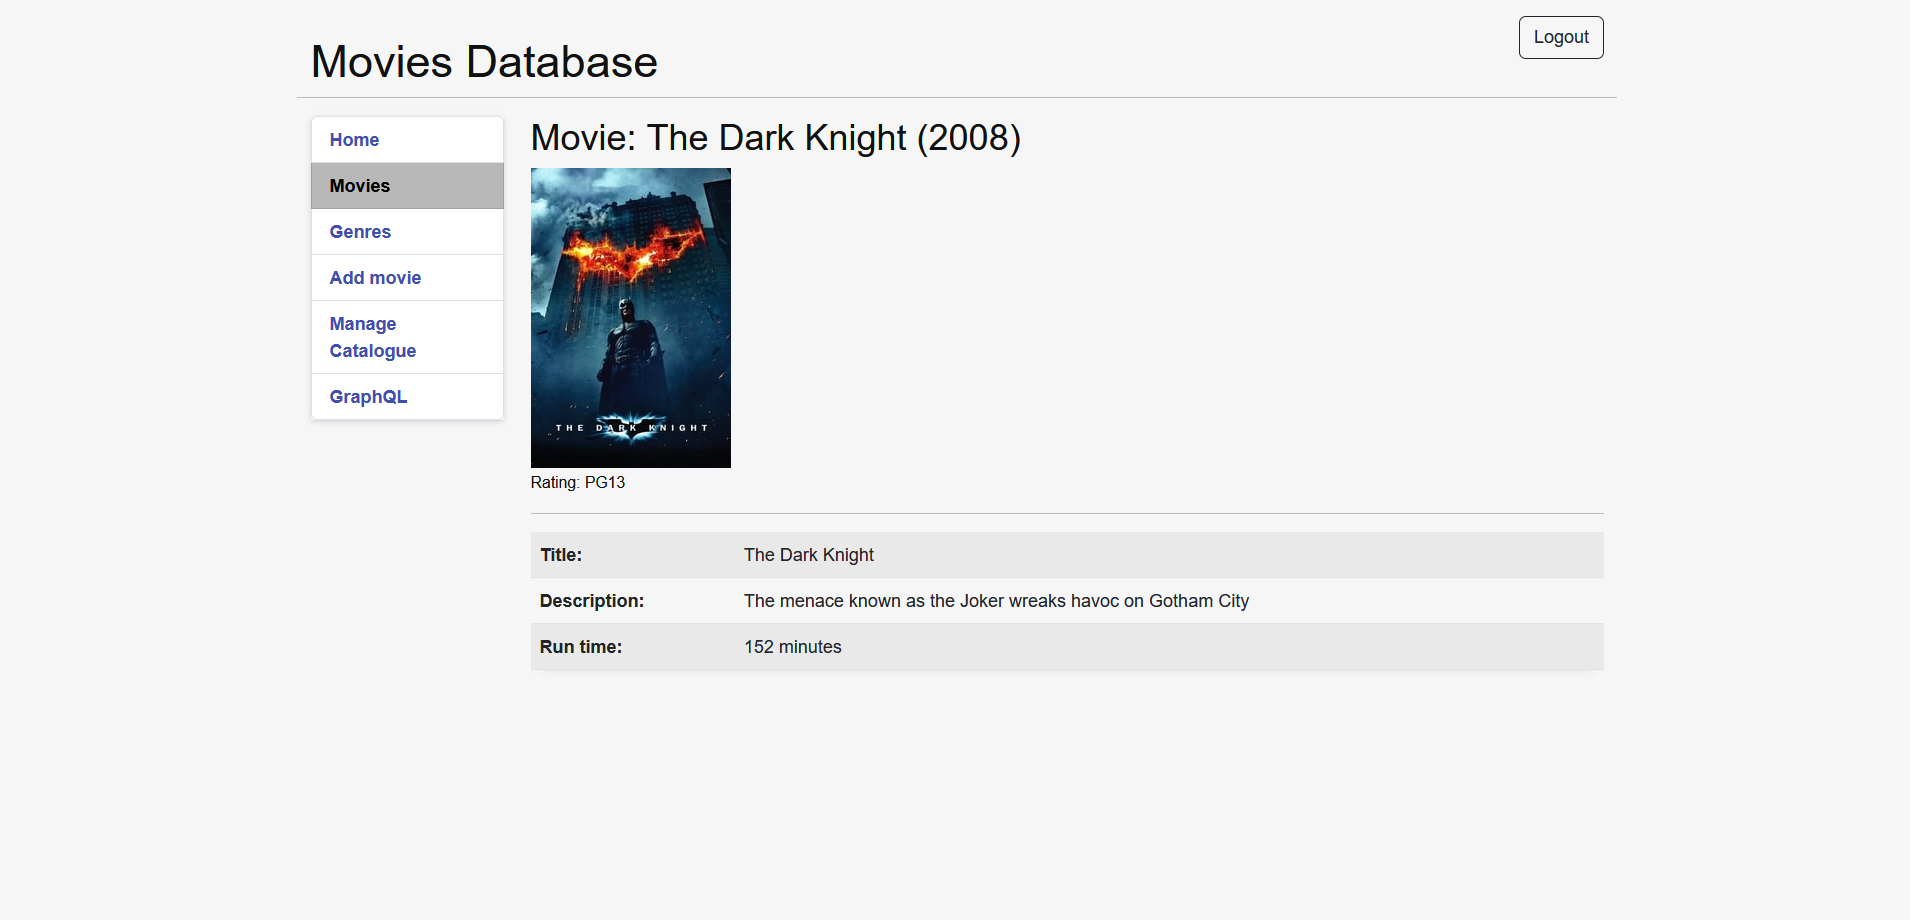 Logout
Movies Database
Home
Movies
Genres
Add movie
Manage
Catalogue
GraphQL
Movie: The Dark Knight (2008)
THE DARK KNIGHT
Rating: PG13
Title: The Dark Knight
Description: The menace known as the Joker wreaks havoc on Gotham City
Run time: 152 minutes